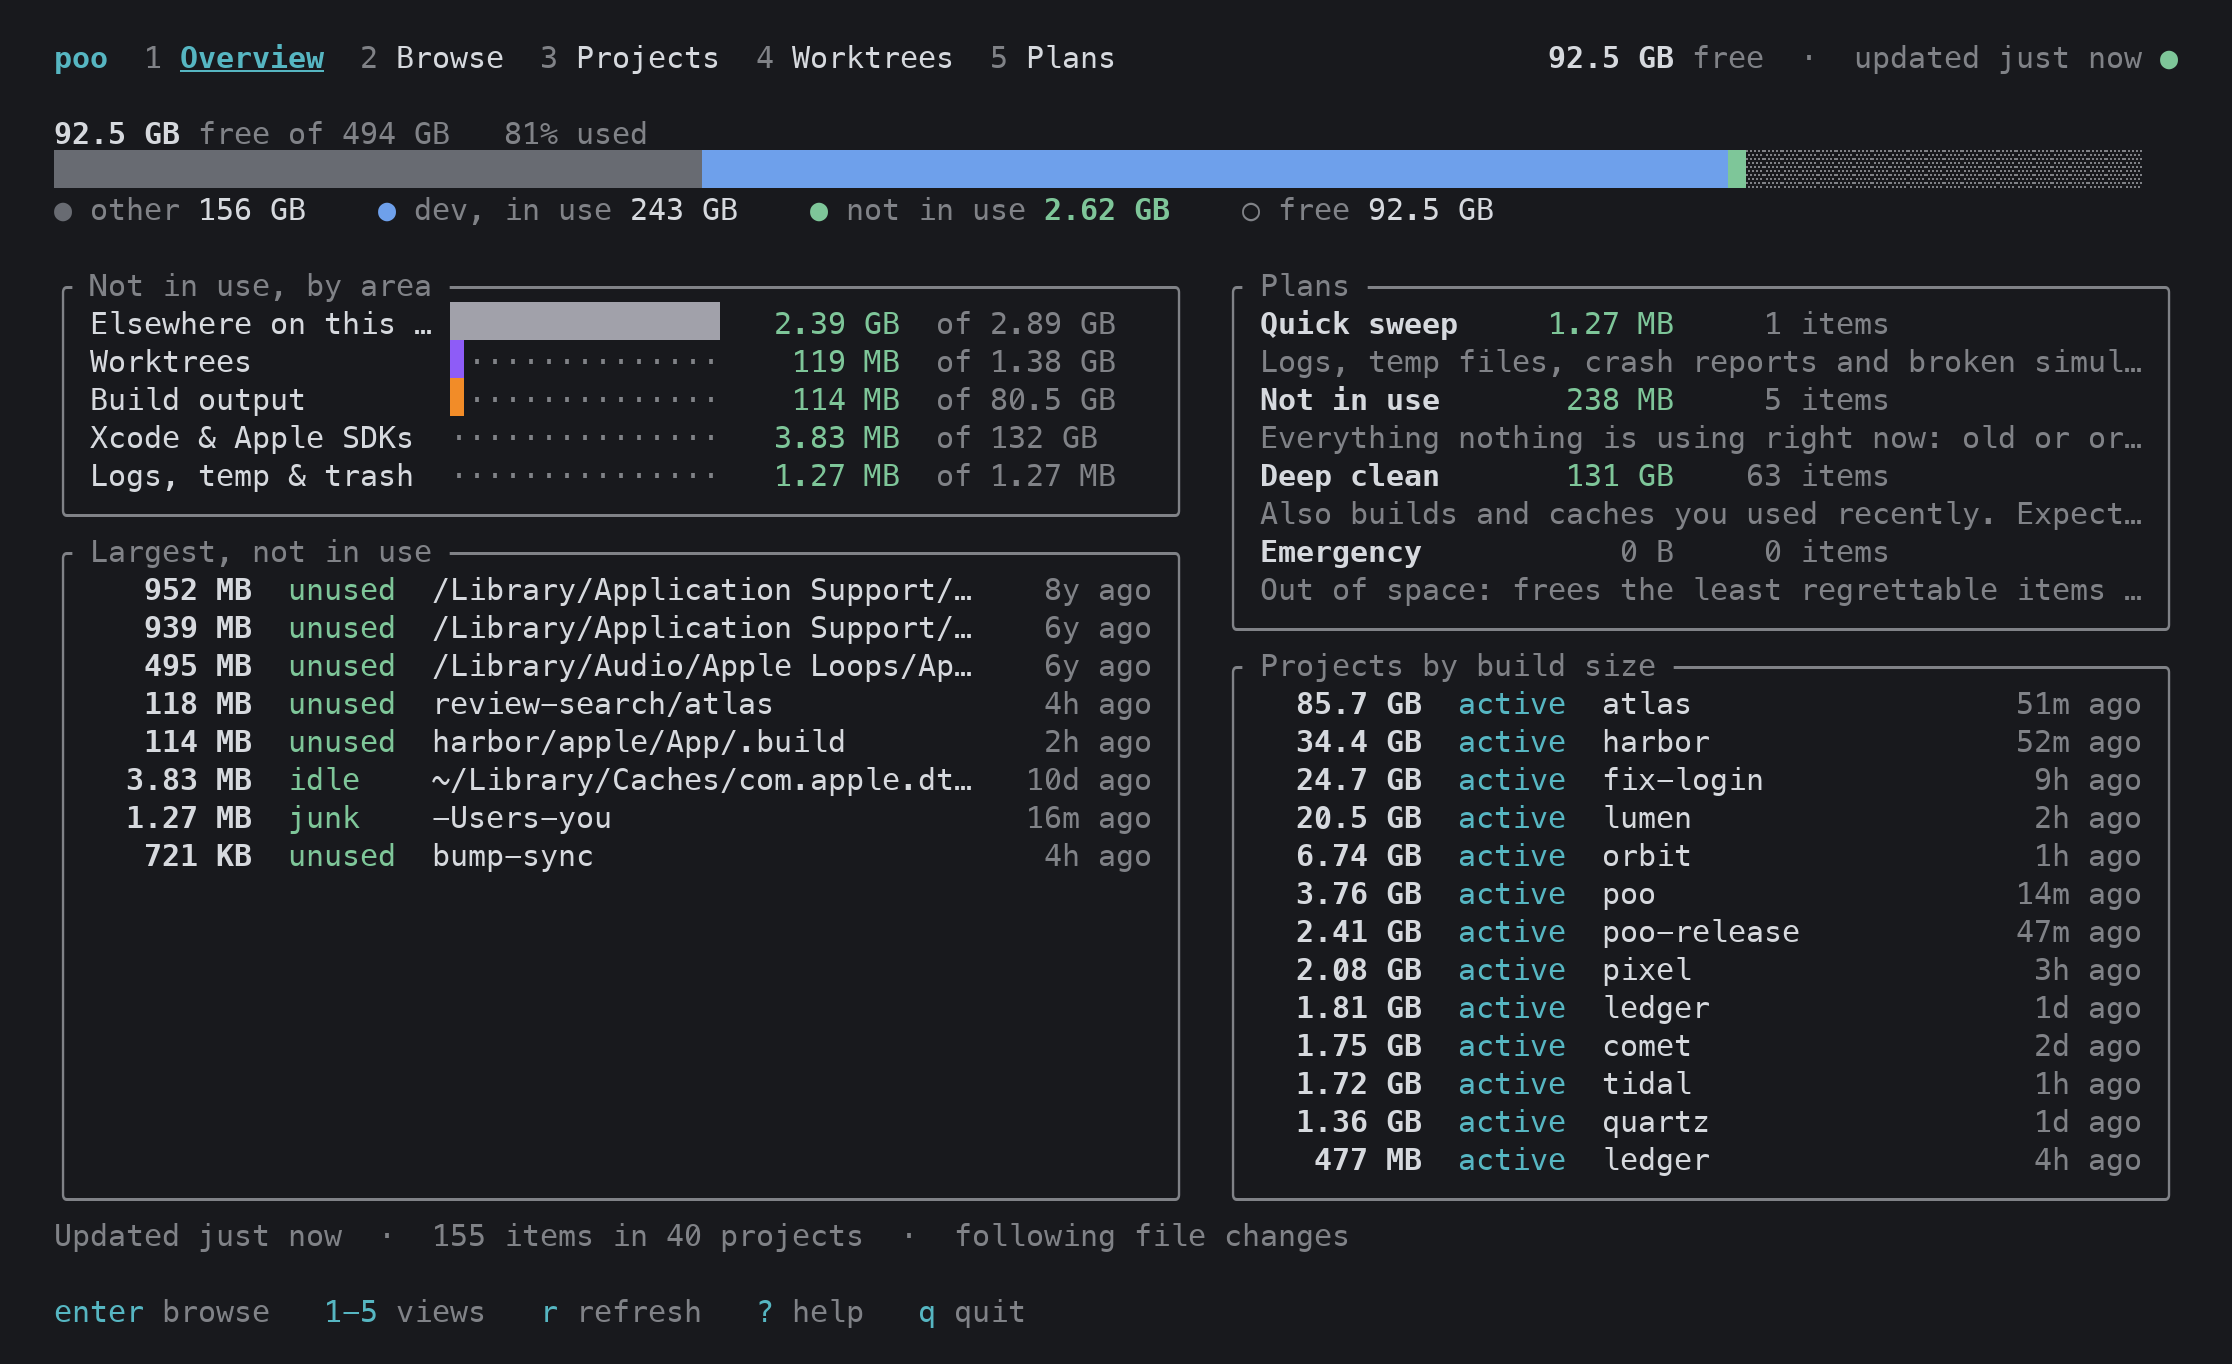 poo  1 Overview  2 Browse  3 Projects  4 Worktrees  5 Plans  92.5 GB free  ·  updated just now ●
92.5 GB free of 494 GB   81% used
● other 156 GB    ● dev, in use 243 GB    ● not in use 2.62 GB    ○ free 92.5 GB
Not in use, by area
Elsewhere on this …  2.39 GB  of 2.89 GB
Worktrees  119 MB  of 1.38 GB
Build output  114 MB  of 80.5 GB
Xcode & Apple SDKs  3.83 MB  of 132 GB
Logs, temp & trash  1.27 MB  of 1.27 MB
Largest, not in use
952 MB  unused  /Library/Application Support/…  8y ago
939 MB  unused  /Library/Application Support/…  6y ago
495 MB  unused  /Library/Audio/Apple Loops/Ap…  6y ago
118 MB  unused  review-search/atlas  4h ago
114 MB  unused  harbor/apple/App/.build  2h ago
3.83 MB  idle  ~/Library/Caches/com.apple.dt…  10d ago
1.27 MB  junk  -Users-you  16m ago
721 KB  unused  bump-sync  4h ago
Plans
Quick sweep  1.27 MB  1 items
Logs, temp files, crash reports and broken simul…
Not in use  238 MB  5 items
Everything nothing is using right now: old or or…
Deep clean  131 GB  63 items
Also builds and caches you used recently. Expect…
Emergency  0 B  0 items
Out of space: frees the least regrettable items …
Projects by build size
85.7 GB  active  atlas  51m ago
34.4 GB  active  harbor  52m ago
24.7 GB  active  fix-login  9h ago
20.5 GB  active  lumen  2h ago
6.74 GB  active  orbit  1h ago
3.76 GB  active  poo  14m ago
2.41 GB  active  poo-release  47m ago
2.08 GB  active  pixel  3h ago
1.81 GB  active  ledger  1d ago
1.75 GB  active  comet  2d ago
1.72 GB  active  tidal  1h ago
1.36 GB  active  quartz  1d ago
477 MB  active  ledger  4h ago
Updated just now  ·  155 items in 40 projects  ·  following file changes
enter browse   1-5 views   r refresh   ? help   q quit